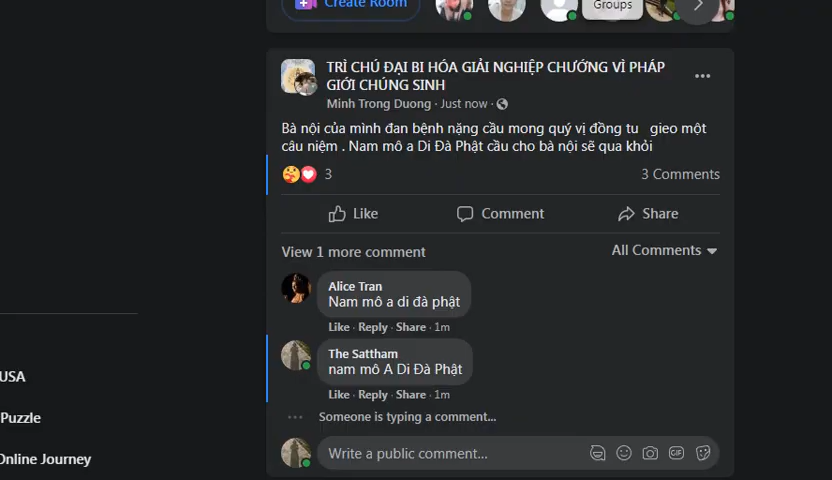 Create Room
Groups
TRÌ CHÚ ĐẠI BI HÓA GIẢI NGHIỆP CHƯỚNG VÌ PHÁP
GIỚI CHÚNG SINH
Minh Trong Duong · Just now ·
Bà nội của mình đan bệnh nặng cầu mong quý vị đồng tu gieo một
câu niệm . Nam mô a Di Đà Phật cầu cho bà nội sẽ qua khỏi
3
3 Comments
Like
Comment
Share
View 1 more comment
All Comments
Alice Tran
Nam mô a di đà phật
Like · Reply · Share · 1m
The Sattham
nam mô A Di Đà Phật
Like · Reply · Share · 1m
Someone is typing a comment...
Write a public comment...
GIF
USA
Puzzle
Online Journey